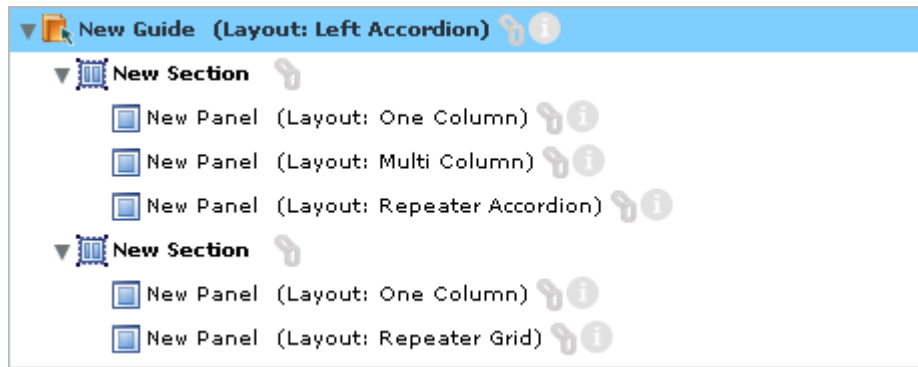 New Guide (Layout: Left Accordion)
New Section
New Panel (Layout: One Column)
New Panel (Layout: Multi Column)
New Panel (Layout: Repeater Accordion)
New Section
New Panel (Layout: One Column)
New Panel (Layout: Repeater Grid)